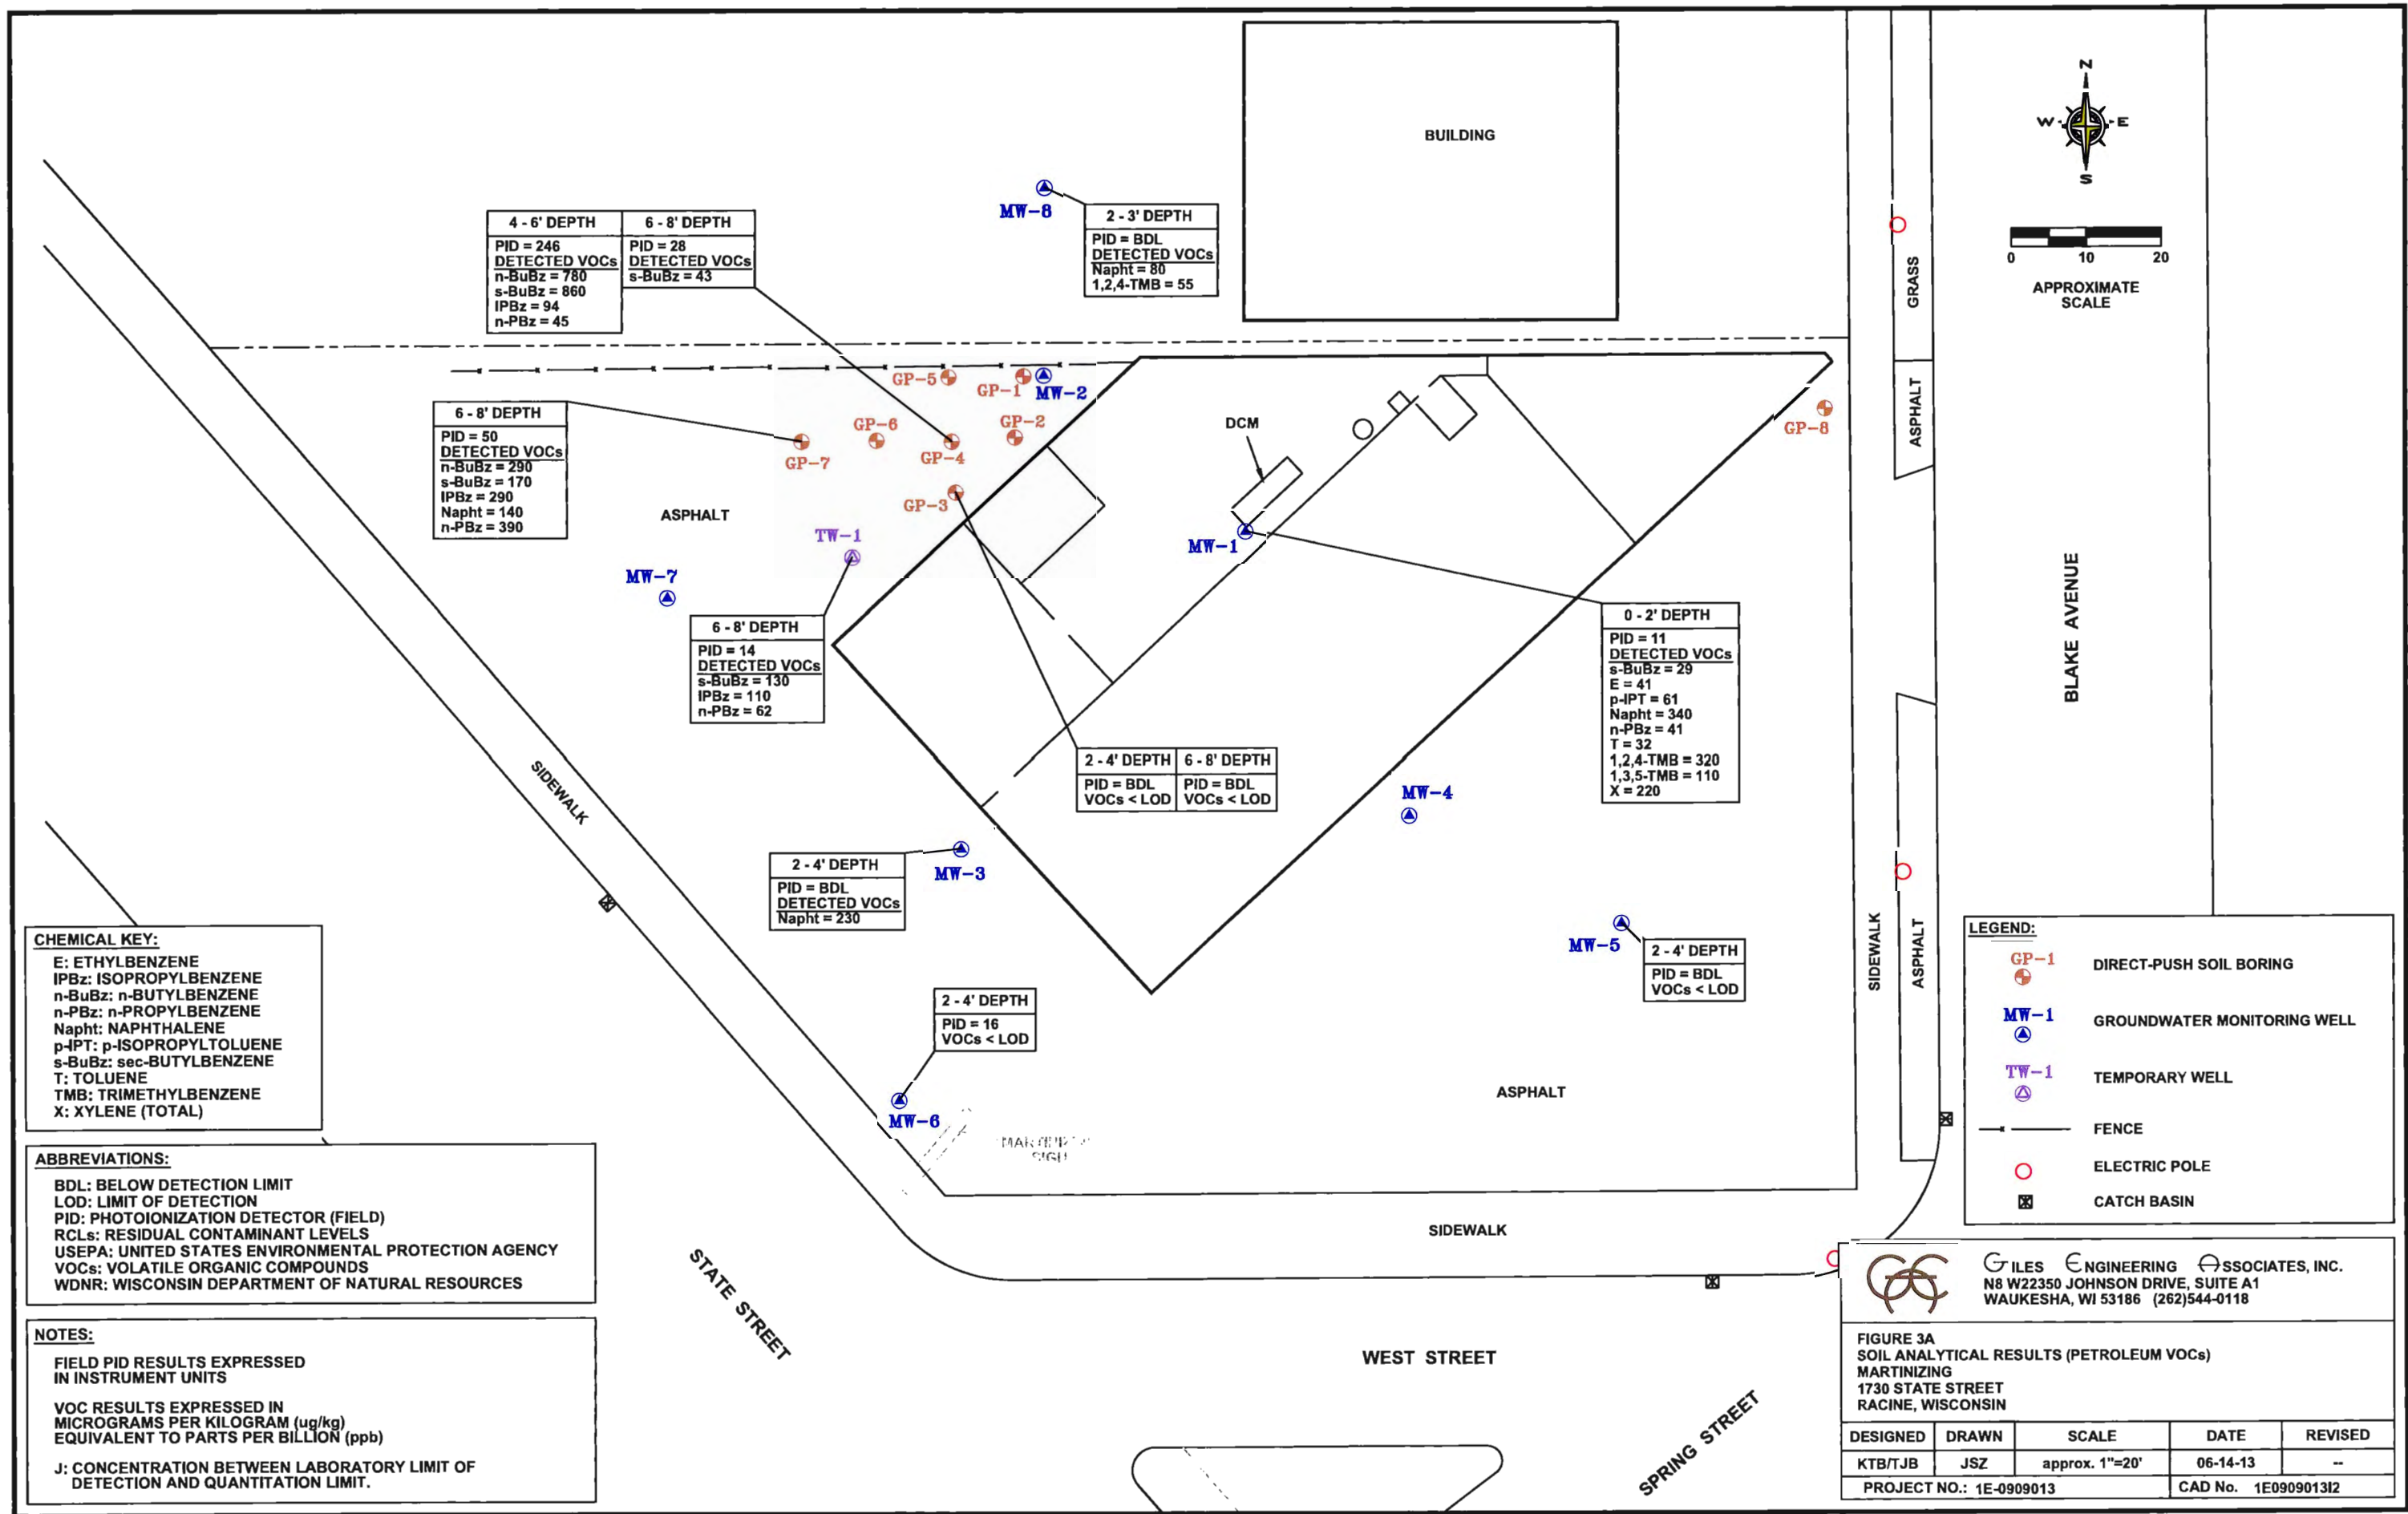 BUILDING
N
W
E
S
0 10 20
APPROXIMATE
SCALE
GRASS
ASPHALT
BLAKE AVENUE
MW-8
2 - 3' DEPTH
PID = BDL
DETECTED VOCs
Napht = 80
1,2,4-TMB = 55
4 - 6' DEPTH
PID = 246
DETECTED VOCs
n-BuBz = 780
s-BuBz = 860
IPBz = 94
n-PBz = 45
6 - 8' DEPTH
PID = 28
DETECTED VOCs
s-BuBz = 43
GP-5
GP-1
MW-2
GP-6
GP-2
GP-7
GP-4
GP-3
GP-8
DCM
6 - 8' DEPTH
PID = 50
DETECTED VOCs
n-BuBz = 290
s-BuBz = 170
IPBz = 290
Napht = 140
n-PBz = 390
ASPHALT
TW-1
MW-1
MW-7
6 - 8' DEPTH
PID = 14
DETECTED VOCs
s-BuBz = 130
IPBz = 110
n-PBz = 62
0 - 2' DEPTH
PID = 11
DETECTED VOCs
s-BuBz = 29
E = 41
p-IPT = 61
Napht = 340
n-PBz = 41
T = 32
1,2,4-TMB = 320
1,3,5-TMB = 110
X = 220
2 - 4' DEPTH
PID = BDL
VOCs < LOD
6 - 8' DEPTH
PID = BDL
VOCs < LOD
SIDEWALK
MW-4
MW-3
2 - 4' DEPTH
PID = BDL
DETECTED VOCs
Napht = 230
MW-5
2 - 4' DEPTH
PID = BDL
VOCs < LOD
2 - 4' DEPTH
PID = 16
VOCs < LOD
MW-6
ASPHALT
SIDEWALK
ASPHALT
SIDEWALK
STATE STREET
WEST STREET
SPRING STREET
CHEMICAL KEY:
E: ETHYLBENZENE
IPBz: ISOPROPYLBENZENE
n-BuBz: n-BUTYLBENZENE
n-PBz: n-PROPYLBENZENE
Napht: NAPHTHALENE
p-IPT: p-ISOPROPYLTOLUENE
s-BuBz: sec-BUTYLBENZENE
T: TOLUENE
TMB: TRIMETHYLBENZENE
X: XYLENE (TOTAL)
ABBREVIATIONS:
BDL: BELOW DETECTION LIMIT
LOD: LIMIT OF DETECTION
PID: PHOTOIONIZATION DETECTOR (FIELD)
RCLs: RESIDUAL CONTAMINANT LEVELS
USEPA: UNITED STATES ENVIRONMENTAL PROTECTION AGENCY
VOCs: VOLATILE ORGANIC COMPOUNDS
WDNR: WISCONSIN DEPARTMENT OF NATURAL RESOURCES
NOTES:
FIELD PID RESULTS EXPRESSED
IN INSTRUMENT UNITS
VOC RESULTS EXPRESSED IN
MICROGRAMS PER KILOGRAM (ug/kg)
EQUIVALENT TO PARTS PER BILLION (ppb)
J: CONCENTRATION BETWEEN LABORATORY LIMIT OF
DETECTION AND QUANTITATION LIMIT.
LEGEND:
GP-1 DIRECT-PUSH SOIL BORING
MW-1 GROUNDWATER MONITORING WELL
TW-1 TEMPORARY WELL
FENCE
ELECTRIC POLE
CATCH BASIN
GILES ENGINEERING ASSOCIATES, INC.
N8 W22350 JOHNSON DRIVE, SUITE A1
WAUKESHA, WI 53186 (262)544-0118
FIGURE 3A
SOIL ANALYTICAL RESULTS (PETROLEUM VOCs)
MARTINIZING
1730 STATE STREET
RACINE, WISCONSIN
DESIGNED DRAWN SCALE DATE REVISED
KTB/TJB JSZ approx. 1"=20' 06-14-13 --
PROJECT NO.: 1E-0909013 CAD No. 1E0909013I2